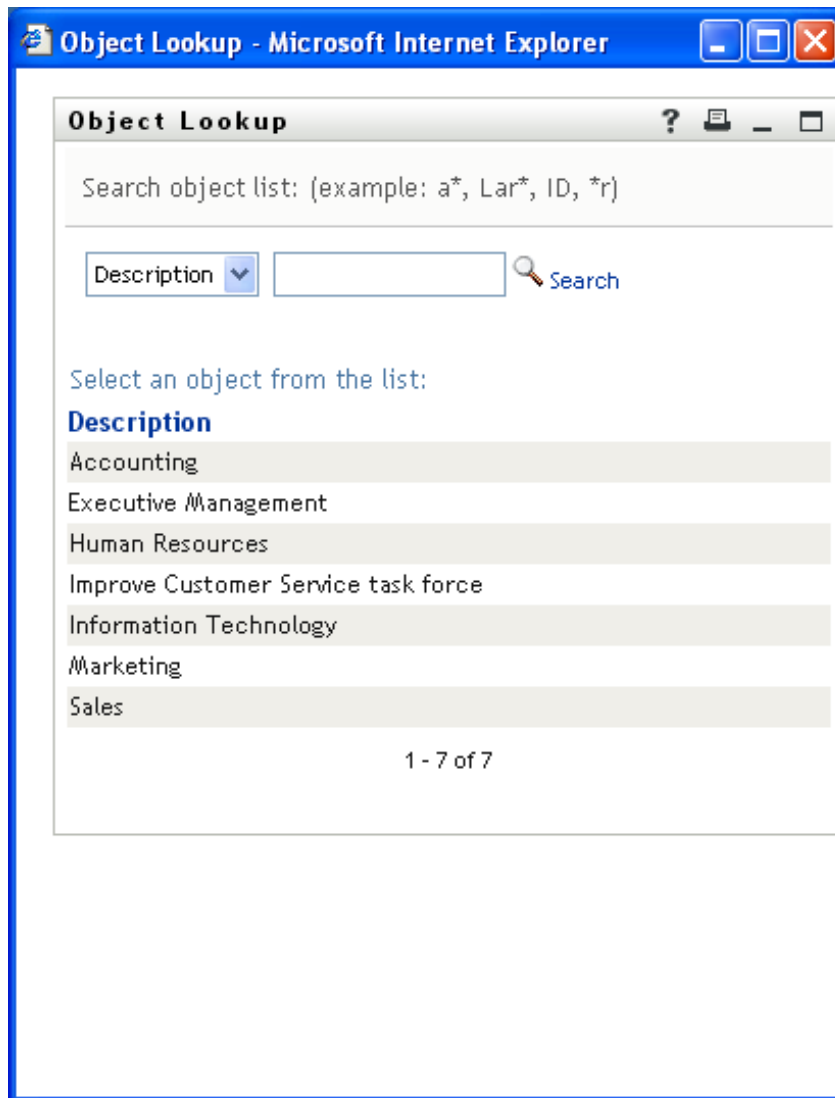 Object Lookup - Microsoft Internet Explorer
Object Lookup ?
Search object list: (example: a*, Lar*, ID, *r)
Description Search
Select an object from the list:
Description
Accounting
Executive Management
Human Resources
Improve Customer Service task force
Information Technology
Marketing
Sales
1 - 7 of 7